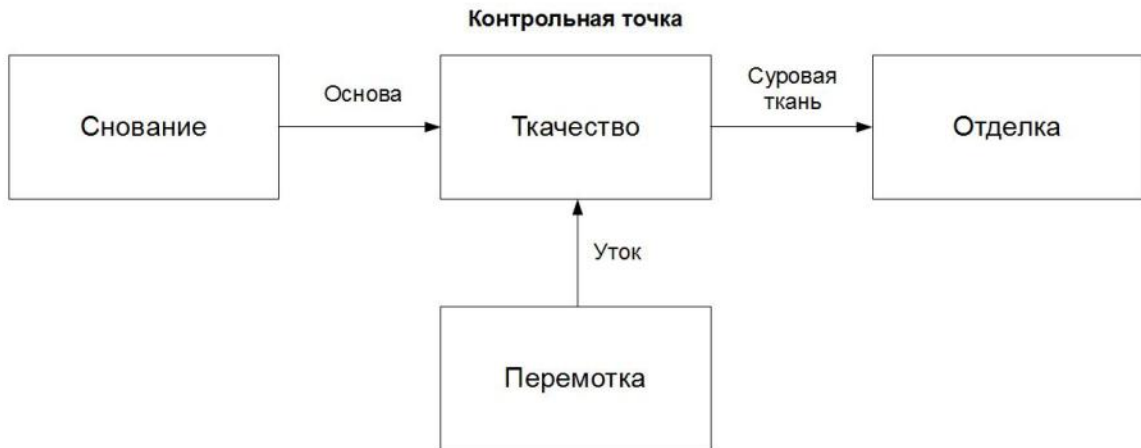 Контрольная точка
Снование
Основа
Ткачество
Суровая
ткань
Отделка
Уток
Перемотка